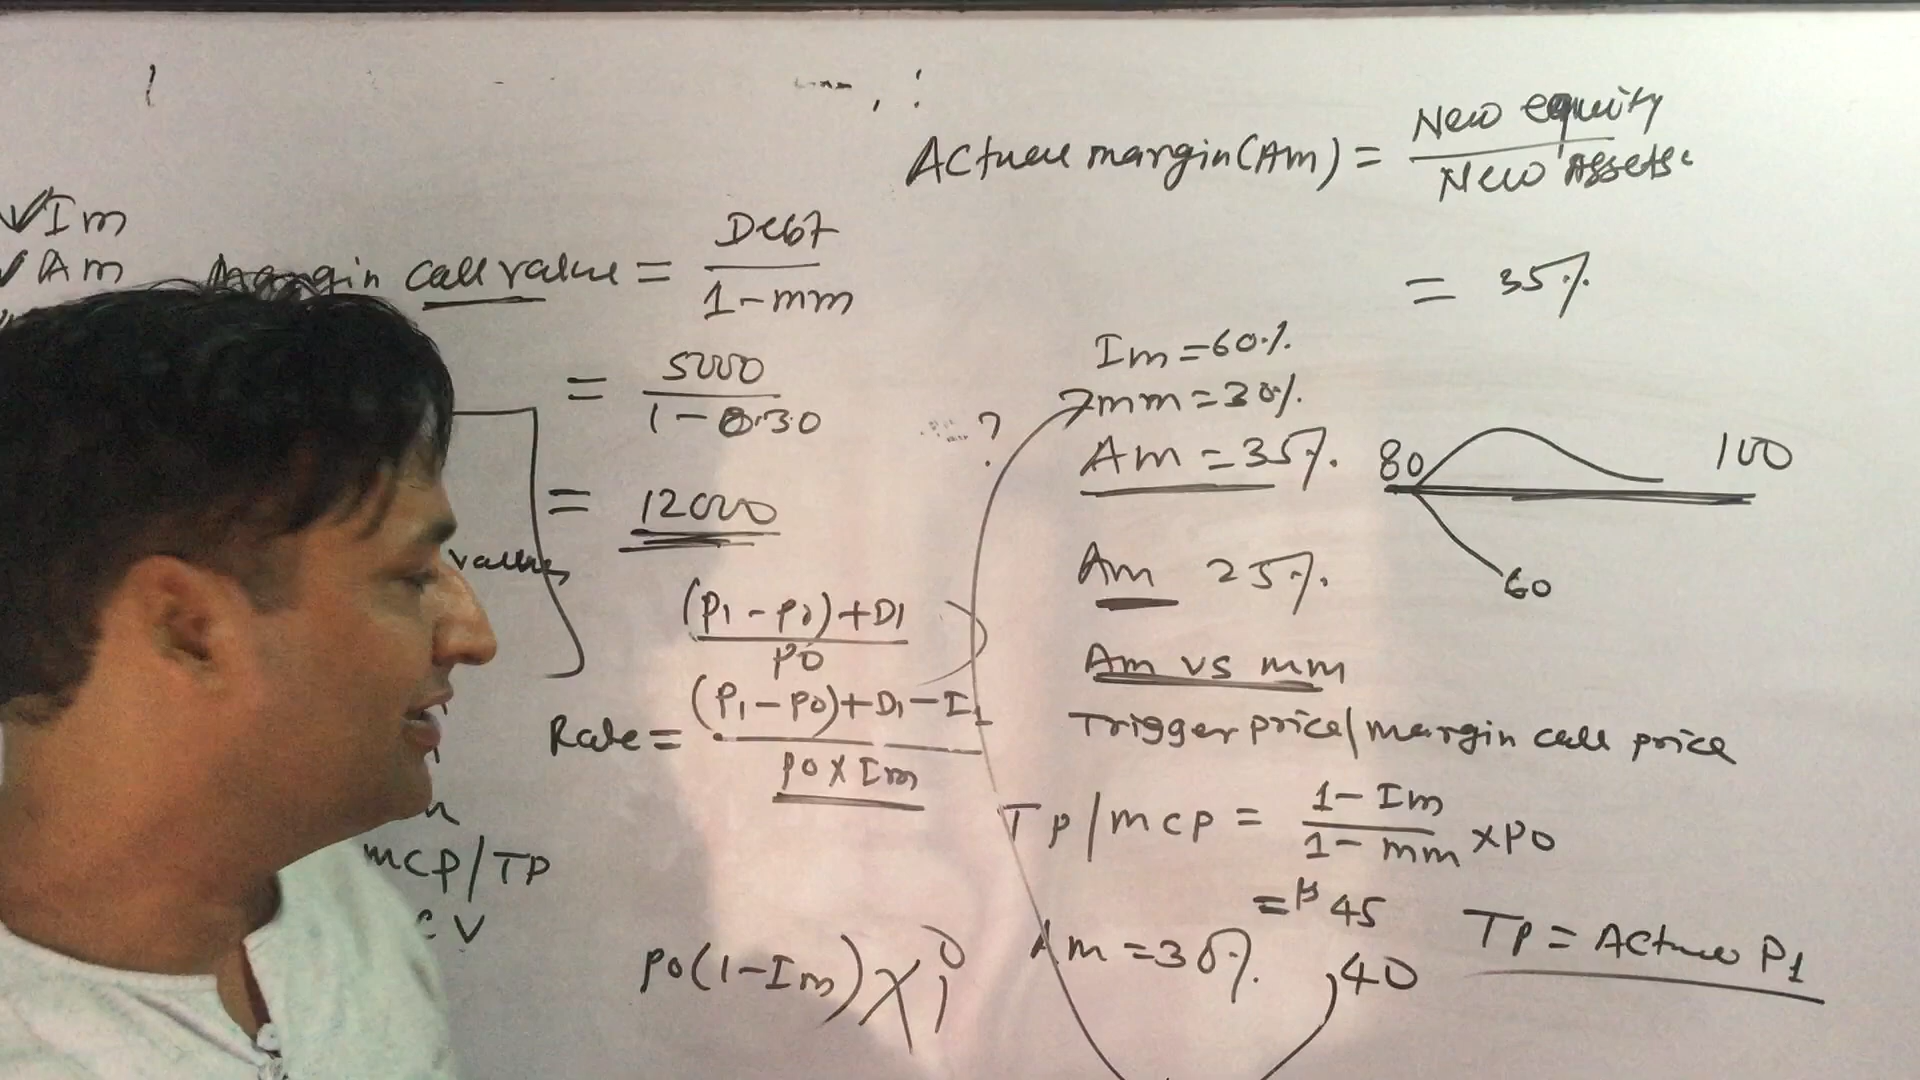 Actual margin(Am) = New equity / New Assets
= 35%
✓Im
✓Am
Margin call value = Debt / 1-mm
= 5000 / 1-0.30
= 12000
value
(P1-P0)+D1 / P0
Rate = (P1-P0)+D1-I1 / P0 x Im
mcp/TP
CV
P0(1-Im) x i%
?
Im = 60%
mm = 30%
Am = 35%
80 100
60
Am 25%
Am vs mm
Trigger price/margin call price
Tp/mcp = 1-Im / 1-mm x P0
= 45
Am = 30%
40
Tp = Actual P1